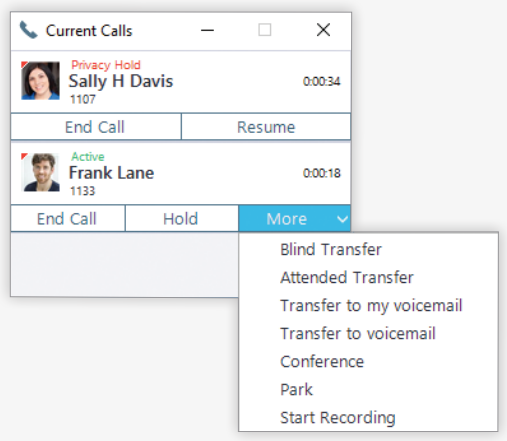 Current Calls
Privacy Hold
Sally H Davis
0:00:34
1107
End Call
Resume
Active
Frank Lane
0:00:18
1133
End Call
Hold
More
Blind Transfer
Attended Transfer
Transfer to my voicemail
Transfer to voicemail
Conference
Park
Start Recording